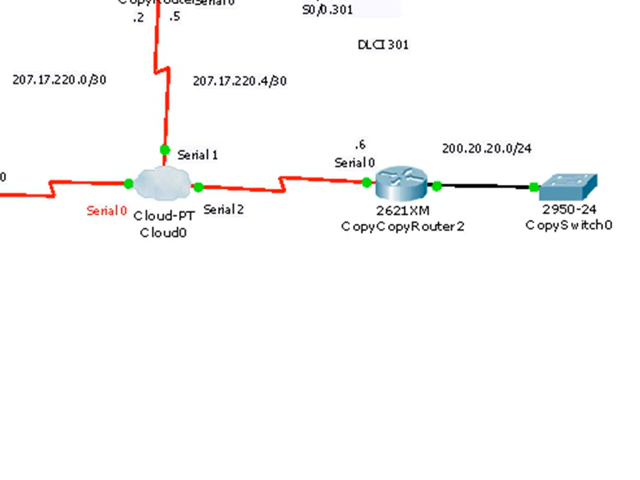 CopyRouterSerial0
.2 .5
S0/0.301
DLCI 301
207.17.220.0/30
207.17.220.4/30
.6
Serial 1
Serial0
200.20.20.0/24
0
Serial 0
Cloud-PT
Cloud0
Serial 2
2621XM
CopyCopyRouter2
2950-24
CopySwitch0